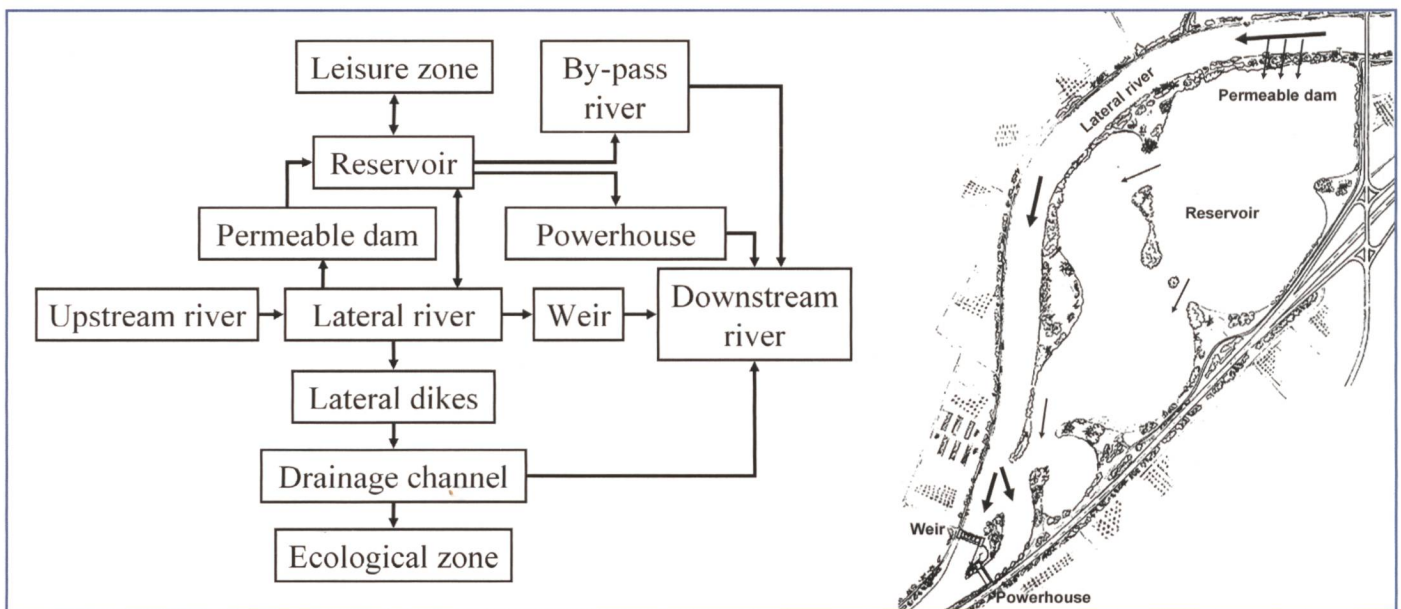 Leisure zone
By-pass
river
Reservoir
Permeable dam
Powerhouse
Upstream river
Lateral river
Weir
Downstream
river
Lateral dikes
Drainage channel
Ecological zone
Lateral river
Permeable dam
Reservoir
Weir
Powerhouse